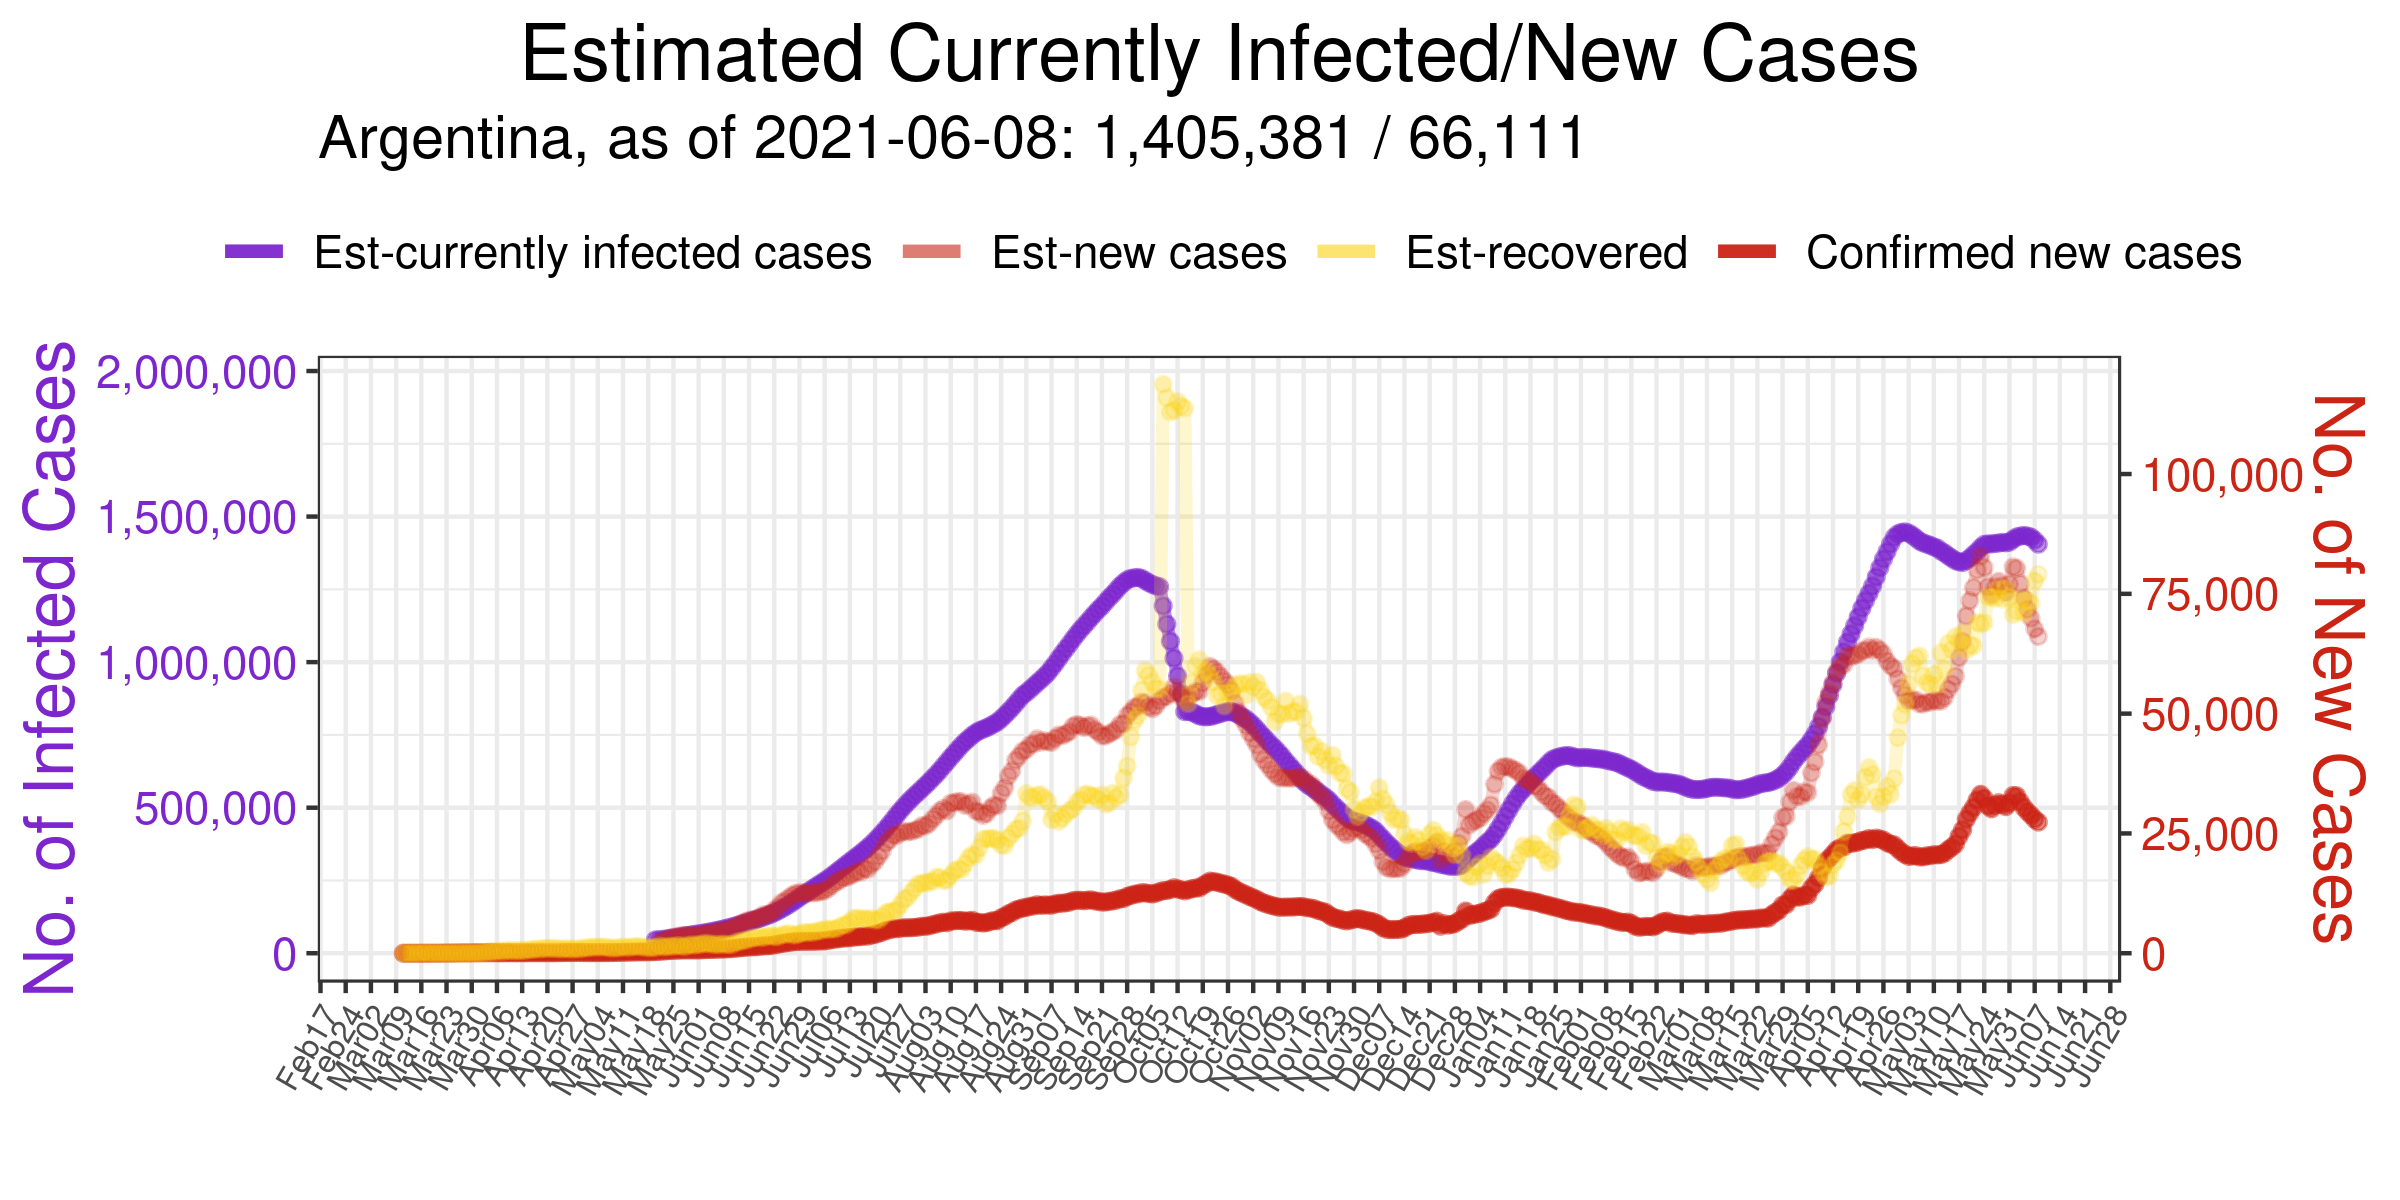 Estimated Currently Infected/New Cases
Argentina, as of 2021-06-08: 1,405,381 / 66,111
Est-currently infected cases Est-new cases Est-recovered Confirmed new cases
No. of Infected Cases
2,000,000
1,500,000
1,000,000
500,000
0
100,000
75,000
50,000
25,000
0
No. of New Cases
Feb17 Feb24 Mar02 Mar09 Mar16 Mar23 Mar30 Apr06 Apr13 Apr20 Apr27 May04 May11 May18 May25 Jun01 Jun08 Jun15 Jun22 Jun29 Jul06 Jul13 Jul20 Jul27 Aug03 Aug10 Aug17 Aug24 Aug31 Sep07 Sep14 Sep21 Sep28 Oct05 Oct12 Oct19 Oct26 Nov02 Nov09 Nov16 Nov23 Nov30 Dec07 Dec14 Dec21 Dec28 Jan04 Jan11 Jan18 Jan25 Feb01 Feb08 Feb15 Feb22 Mar01 Mar08 Mar15 Mar22 Mar29 Apr05 Apr12 Apr19 Apr26 May03 May10 May17 May24 May31 Jun07 Jun14 Jun21 Jun28